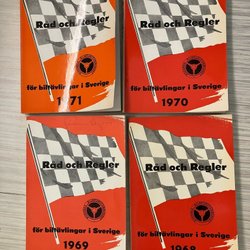 Råd och Regler
för biltävlingar i Sverige
1971
Råd och Regler
för biltävlingar i Sverige
1970
Råd och Regler
för biltävlingar i Sverige
1969
Råd och Regler
för biltävlingar i Sverige
1968